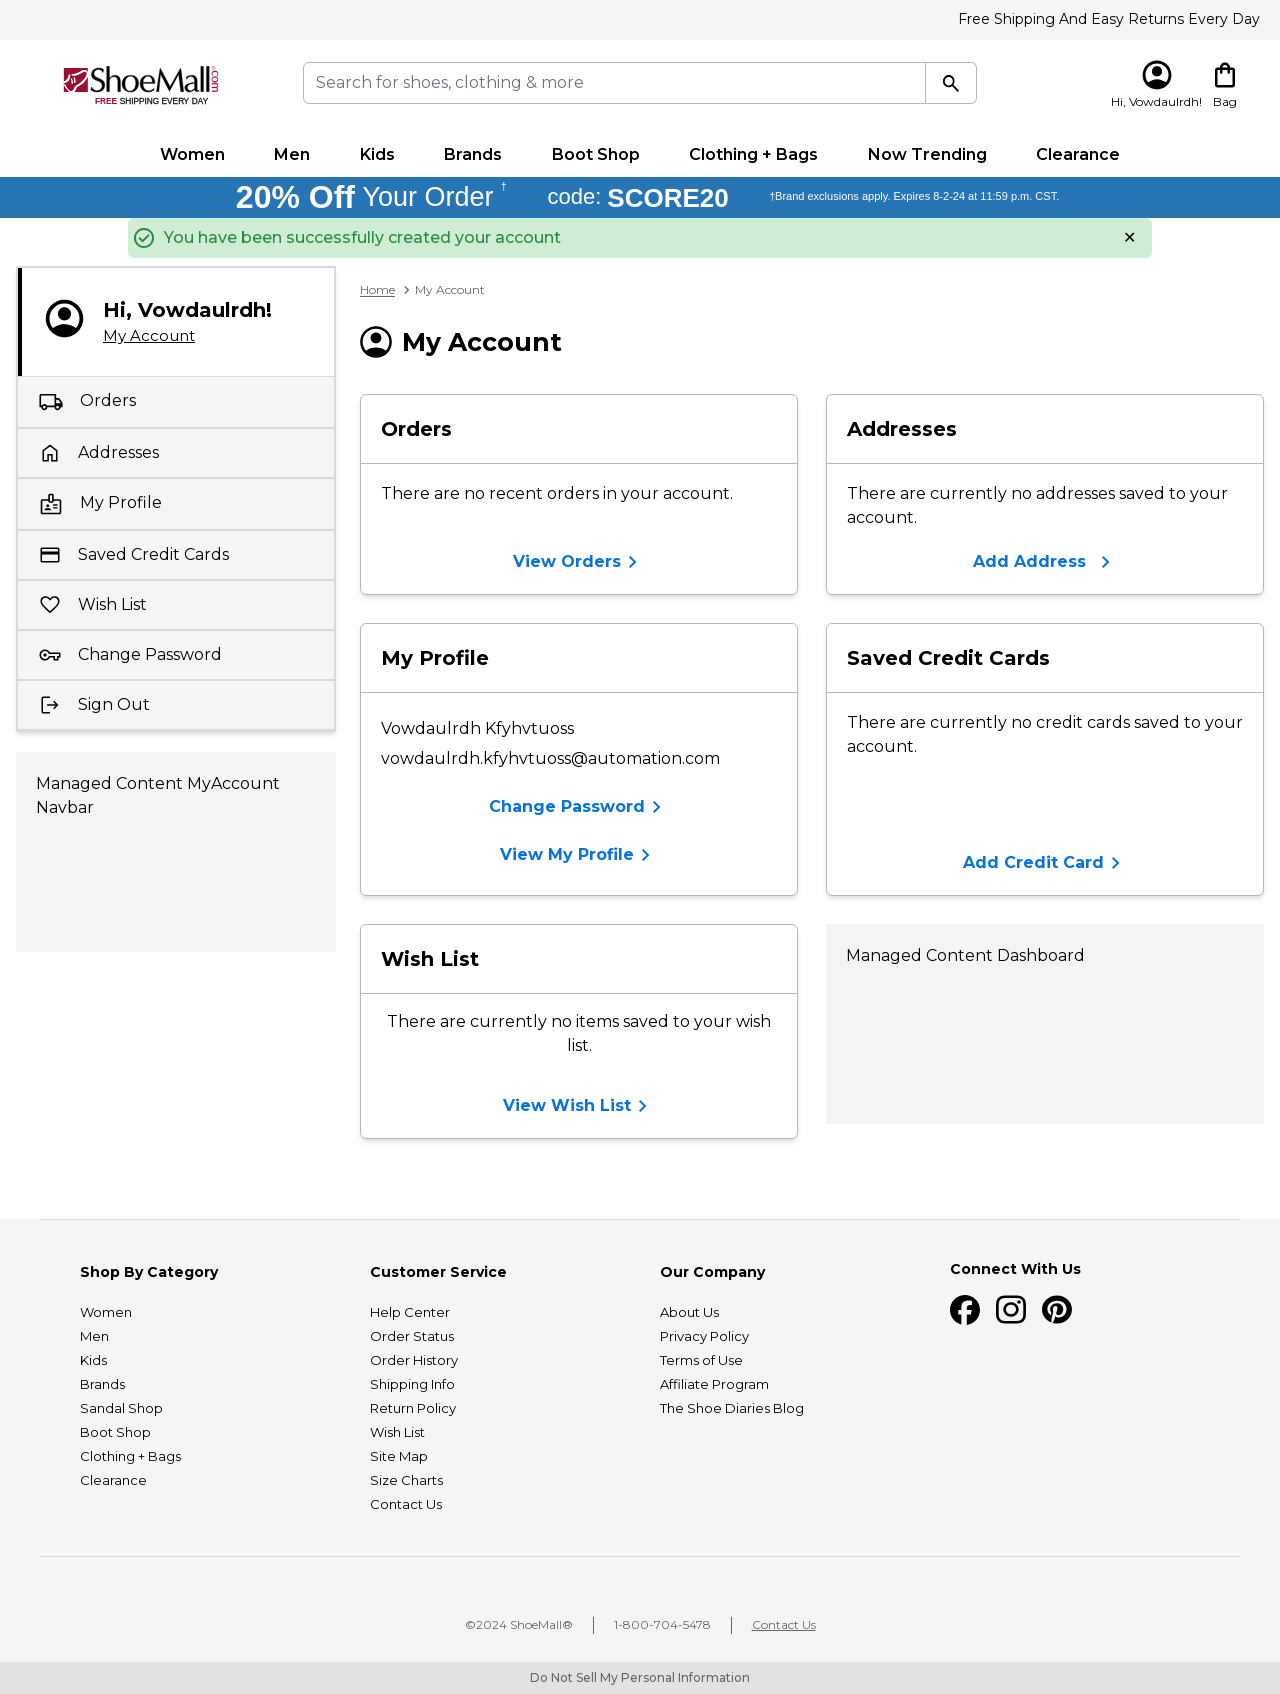 Free Shipping And Easy Returns Every Day
ShoeMall.com
FREE SHIPPING EVERY DAY
Search for shoes, clothing & more
Hi, Vowdaulrdh!
Bag
Women
Men
Kids
Brands
Boot Shop
Clothing + Bags
Now Trending
Clearance
20% Off Your Order † code: SCORE20 †Brand exclusions apply. Expires 8-2-24 at 11:59 p.m. CST.
You have been successfully created your account
Hi, Vowdaulrdh!
My Account
Orders
Addresses
My Profile
Saved Credit Cards
Wish List
Change Password
Sign Out
Managed Content MyAccount
Navbar
Home > My Account
My Account
Orders
There are no recent orders in your account.
View Orders
Addresses
There are currently no addresses saved to your
account.
Add Address
My Profile
Vowdaulrdh Kfyhvtuoss
vowdaulrdh.kfyhvtuoss@automation.com
Change Password
View My Profile
Saved Credit Cards
There are currently no credit cards saved to your
account.
Add Credit Card
Wish List
There are currently no items saved to your wish
list.
View Wish List
Managed Content Dashboard
Shop By Category
Women
Men
Kids
Brands
Sandal Shop
Boot Shop
Clothing + Bags
Clearance
Customer Service
Help Center
Order Status
Order History
Shipping Info
Return Policy
Wish List
Site Map
Size Charts
Contact Us
Our Company
About Us
Privacy Policy
Terms of Use
Affiliate Program
The Shoe Diaries Blog
Connect With Us
©2024 ShoeMall®
1-800-704-5478
Contact Us
Do Not Sell My Personal Information